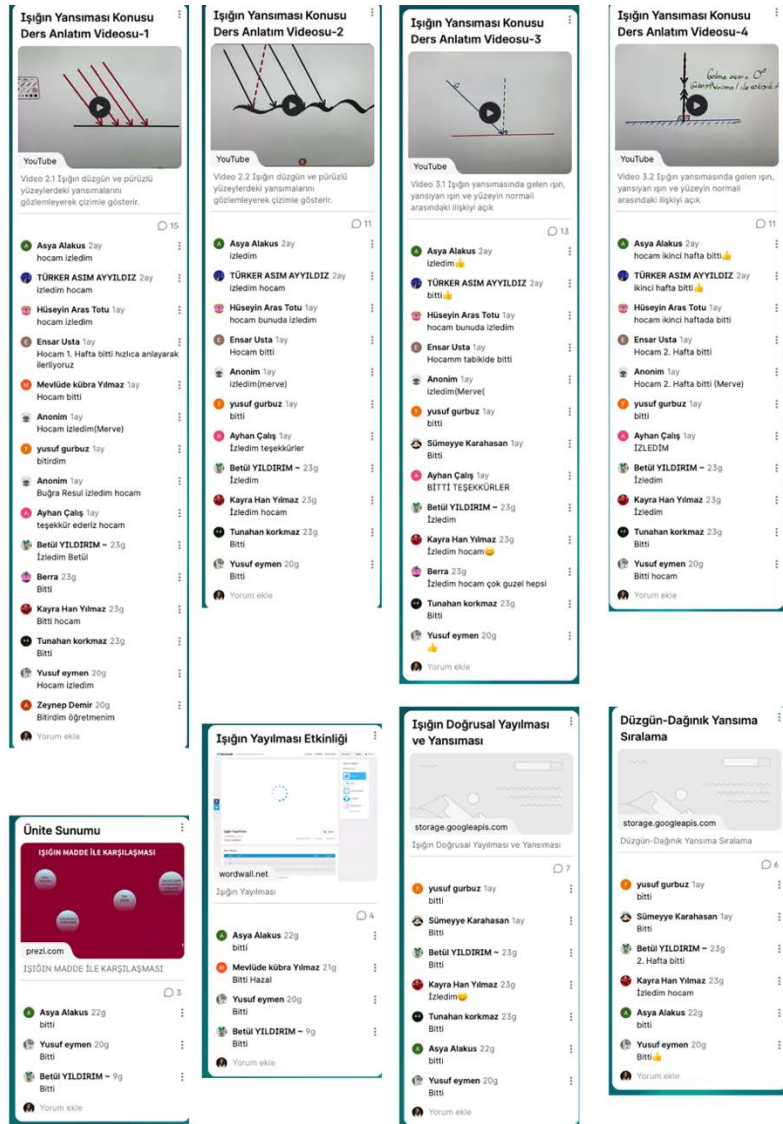 Işığın Yansıması Konusu
Ders Anlatım Videosu-1
YouTube
Video 2.1 Işığın düzgün ve pürüzlü
yüzeylerdeki yansımalarını
gözlemleyerek çizimle gösterir.
15
Asya Alakus 2ay
hocam izledim
TÜRKER ASIM AYYILDIZ 2ay
izledim hocam
Hüseyin Aras Totu 1ay
hocam izledim
Ensar Usta 1ay
Hocam 1. Hafta bitti hızlıca anlayarak
ilerliyoruz
Mevlüde kübra Yılmaz 1ay
Hocam bitti
Anonim 1ay
Hocam izledim(Merve)
yusuf gurbuz 1ay
bitirdim
Anonim 1ay
Buğra Resul izledim hocam
Ayhan Çalış 1ay
teşekkür ederiz hocam
Betül YILDIRIM ~ 23g
İzledim Betül
Berra 23g
Bitti
Kayra Han Yılmaz 23g
Bitti hocam
Tunahan korkmaz 23g
Bitti
Yusuf eymen 20g
Hocam izledim
Zeynep Demir 20g
Bitirdim öğretmenim
Yorum ekle
Işığın Yansıması Konusu
Ders Anlatım Videosu-2
YouTube
Video 2.2 Işığın düzgün ve pürüzlü
yüzeylerdeki yansımalarını
gözlemleyerek çizimle gösterir.
11
Asya Alakus 2ay
izledim
TÜRKER ASIM AYYILDIZ 2ay
izledim hocam
Hüseyin Aras Totu 1ay
hocam bunuda izledim
Ensar Usta 1ay
Hocam bitti
Anonim 1ay
izledim(merve)
yusuf gurbuz 1ay
bitti
Ayhan Çalış 1ay
İzledim teşekkürler
Betül YILDIRIM ~ 23g
İzledim
Kayra Han Yılmaz 23g
İzledim hocam
Tunahan korkmaz 23g
Bitti
Yusuf eymen 20g
Bitti
Yorum ekle
Işığın Yansıması Konusu
Ders Anlatım Videosu-3
YouTube
Video 3.1 Işığın yansımasında gelen ışın,
yansıyan ışın ve yüzeyin normali
arasındaki ilişkiyi açık
13
Asya Alakus 2ay
izledim👍
TÜRKER ASIM AYYILDIZ 2ay
bitti👍
Hüseyin Aras Totu 1ay
hocam bunuda izledim
Ensar Usta 1ay
Hocamm tabikide bitti
Anonim 1ay
izledim(Merve(
yusuf gurbuz 1ay
bitti
Sümeyye Karahasan 1ay
Bitti
Ayhan Çalış 1ay
BİTTİ TEŞEKKÜRLER
Betül YILDIRIM ~ 23g
İzledim
Kayra Han Yılmaz 23g
İzledim hocam😀
Berra 23g
İzledim hocam çok guzel hepsi
Tunahan korkmaz 23g
Bitti
Yusuf eymen 20g
👍
Yorum ekle
Işığın Yansıması Konusu
Ders Anlatım Videosu-4
Gelme açısı 0°
YouTube
Video 3.2 Işığın yansımasında gelen ışın,
yansıyan ışın ve yüzeyin normali
arasındaki ilişkiyi açık
11
Asya Alakus 2ay
hocam ikinci hafta bitti👍
TÜRKER ASIM AYYILDIZ 2ay
ikinci hafta bitti👍
Hüseyin Aras Totu 1ay
hocam ikinci haftada bitti
Ensar Usta 1ay
Hocam 2. Hafta bitti
Anonim 1ay
Hocam 2. Hafta bitti (Merve)
yusuf gurbuz 1ay
bitti
Ayhan Çalış 1ay
İZLEDİM
Betül YILDIRIM ~ 23g
İzledim
Kayra Han Yılmaz 23g
İzledim
Tunahan korkmaz 23g
Bitti
Yusuf eymen 20g
Bitti hocam
Yorum ekle
Ünite Sunumu
IŞIĞIN MADDE İLE KARŞILAŞMASI
prezi.com
IŞIĞIN MADDE İLE KARŞILAŞMASI
3
Asya Alakus 22g
bitti
Yusuf eymen 20g
Bitti
Betül YILDIRIM ~ 9g
Bitti
Yorum ekle
Işığın Yayılması Etkinliği
wordwall.net
Işığın Yayılması
4
Asya Alakus 22g
bitti
Mevlüde kübra Yılmaz 21g
Bitti Hazal
Yusuf eymen 20g
Bitti
Betül YILDIRIM ~ 9g
Bitti
Yorum ekle
Işığın Doğrusal Yayılması
ve Yansıması
storage.googleapis.com
Işığın Doğrusal Yayılması ve Yansıması
7
yusuf gurbuz 1ay
bitti
Sümeyye Karahasan 1ay
Bitti
Betül YILDIRIM ~ 23g
Bitti
Kayra Han Yılmaz 23g
İzledim😀
Tunahan korkmaz 23g
Bitti
Asya Alakus 22g
bitti
Yusuf eymen 20g
Bitti
Yorum ekle
Düzgün-Dağınık Yansıma
Sıralama
storage.googleapis.com
Düzgün-Dağınık Yansıma Sıralama
6
yusuf gurbuz 1ay
bitti
Sümeyye Karahasan 1ay
Bitti
Betül YILDIRIM ~ 23g
2. Hafta bitti
Kayra Han Yılmaz 23g
İzledim hocam
Asya Alakus 22g
bitti
Yusuf eymen 20g
Bitti👍
Yorum ekle